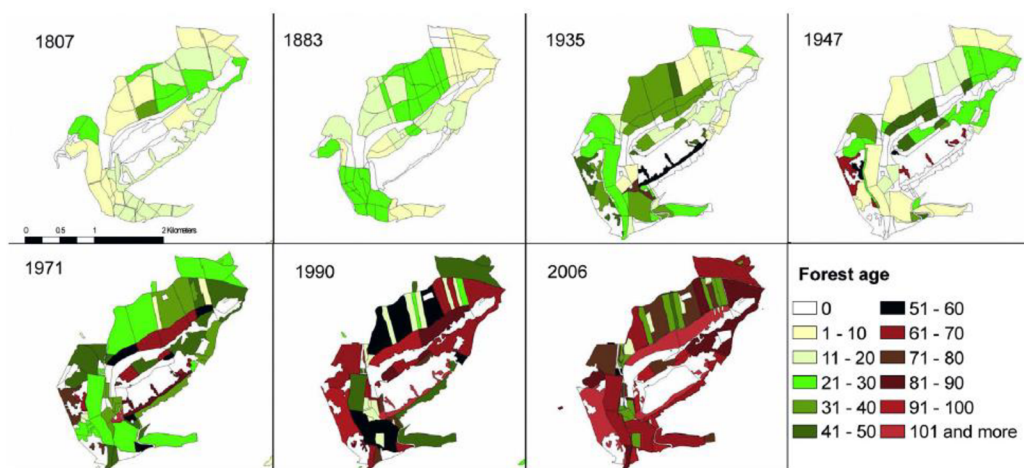 1807
1883
1935
1947
0 0.5 1 2 Kilometers
1971
1990
2006
Forest age
0
1 - 10
11 - 20
21 - 30
31 - 40
41 - 50
51 - 60
61 - 70
71 - 80
81 - 90
91 - 100
101 and more